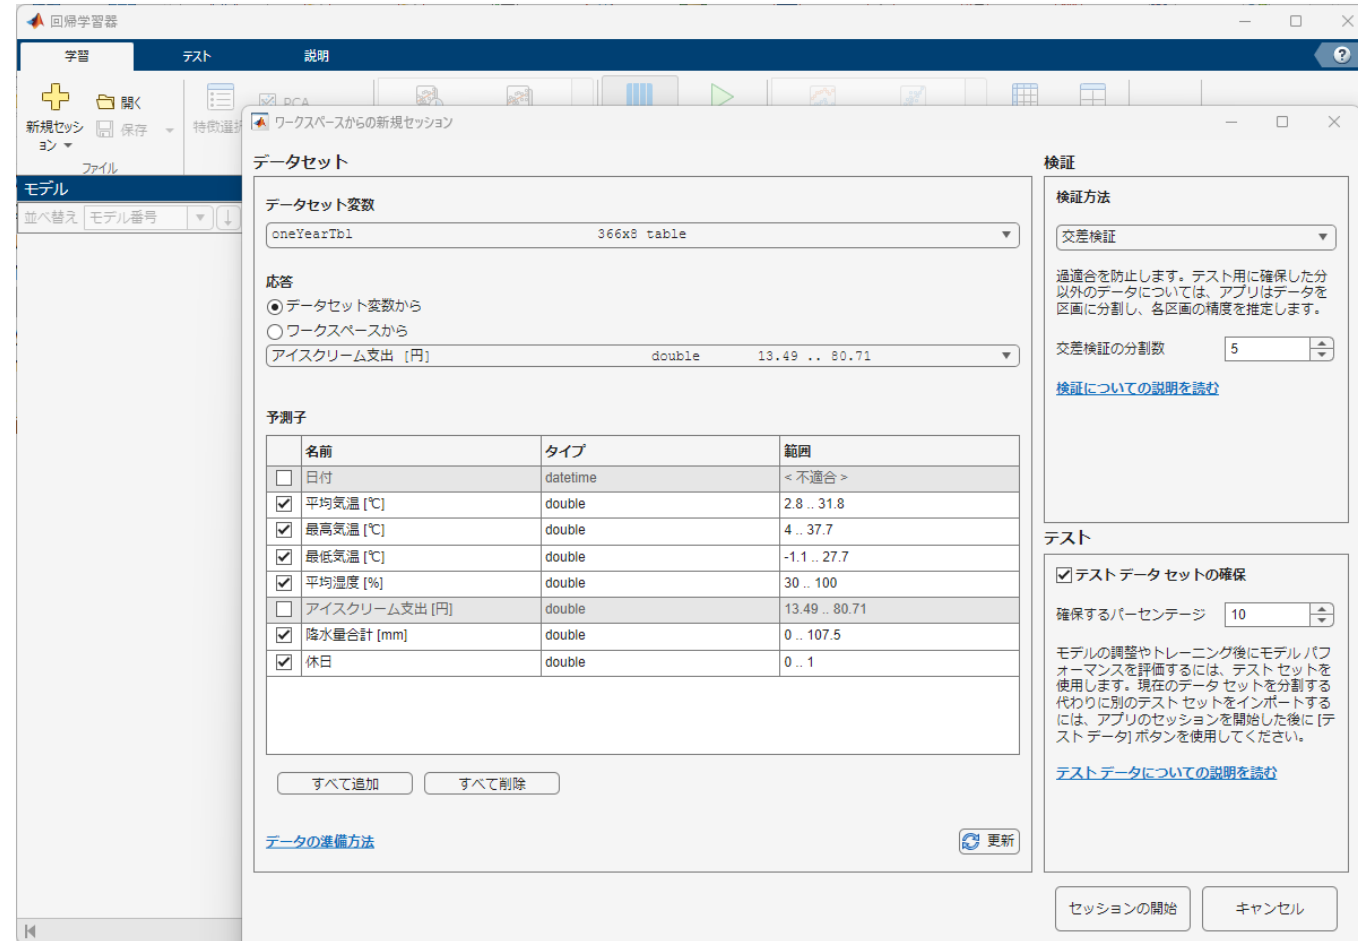 回帰学習器
学習 テスト 説明
新規セッション
開く
保存
特徴選択
PCA
ファイル
モデル
並べ替え モデル番号
ワークスペースからの新規セッション
データセット
データセット変数
oneYearTbl 366x8 table
応答
データセット変数から
ワークスペースから
アイスクリーム支出 [円] double 13.49 .. 80.71
予測子
名前 タイプ 範囲
日付 datetime <不適合>
平均気温 [℃] double 2.8 .. 31.8
最高気温 [℃] double 4 .. 37.7
最低気温 [℃] double -1.1 .. 27.7
平均湿度 [%] double 30 .. 100
アイスクリーム支出 [円] double 13.49 .. 80.71
降水量合計 [mm] double 0 .. 107.5
休日 double 0 .. 1
すべて追加 すべて削除
データの準備方法
更新
検証
検証方法
交差検証
過適合を防止します。テスト用に確保した分
以外のデータについては、アプリはデータを
区画に分割し、各区画の精度を推定します。
交差検証の分割数 5
検証についての説明を読む
テスト
テスト データ セットの確保
確保するパーセンテージ 10
モデルの調整やトレーニング後にモデル パフ
ォーマンスを評価するには、テスト セットを
使用します。現在のデータ セットを分割する
代わりに別のテスト セットをインポートする
には、アプリのセッションを開始した後に [テ
スト データ] ボタンを使用してください。
テスト データについての説明を読む
セッションの開始 キャンセル